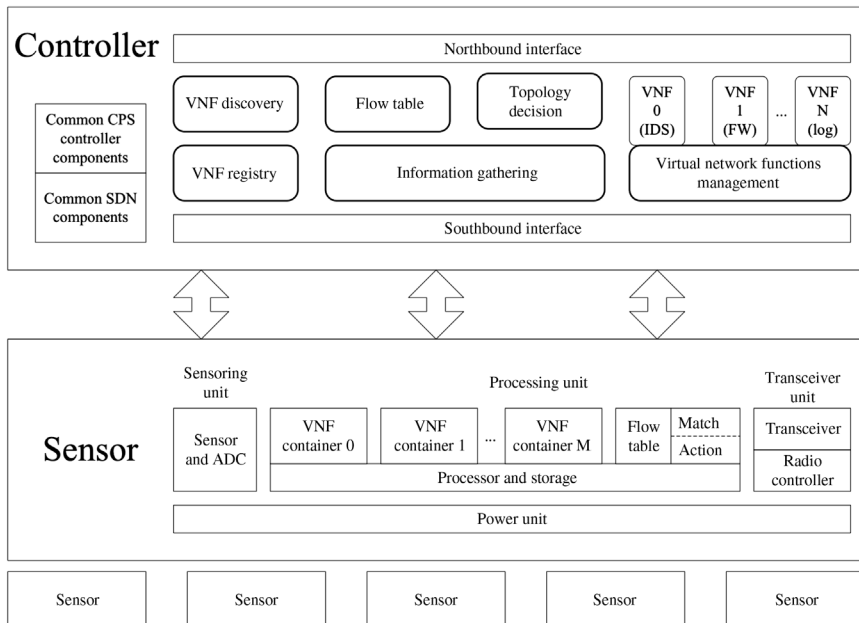 Controller
Northbound interface
VNF discovery
Flow table
Topology
decision
VNF
0
(IDS)
VNF
1
(FW)
...
VNF
N
(log)
Common CPS
controller
components
Common SDN
components
VNF registry
Information gathering
Virtual network functions
management
Southbound interface
Sensor
Sensoring
unit
Processing unit
Transceiver
unit
Sensor
and ADC
VNF
container 0
VNF
container 1
...
VNF
container M
Flow
table
Match
Action
Transceiver
Radio
controller
Processor and storage
Power unit
Sensor
Sensor
Sensor
Sensor
Sensor